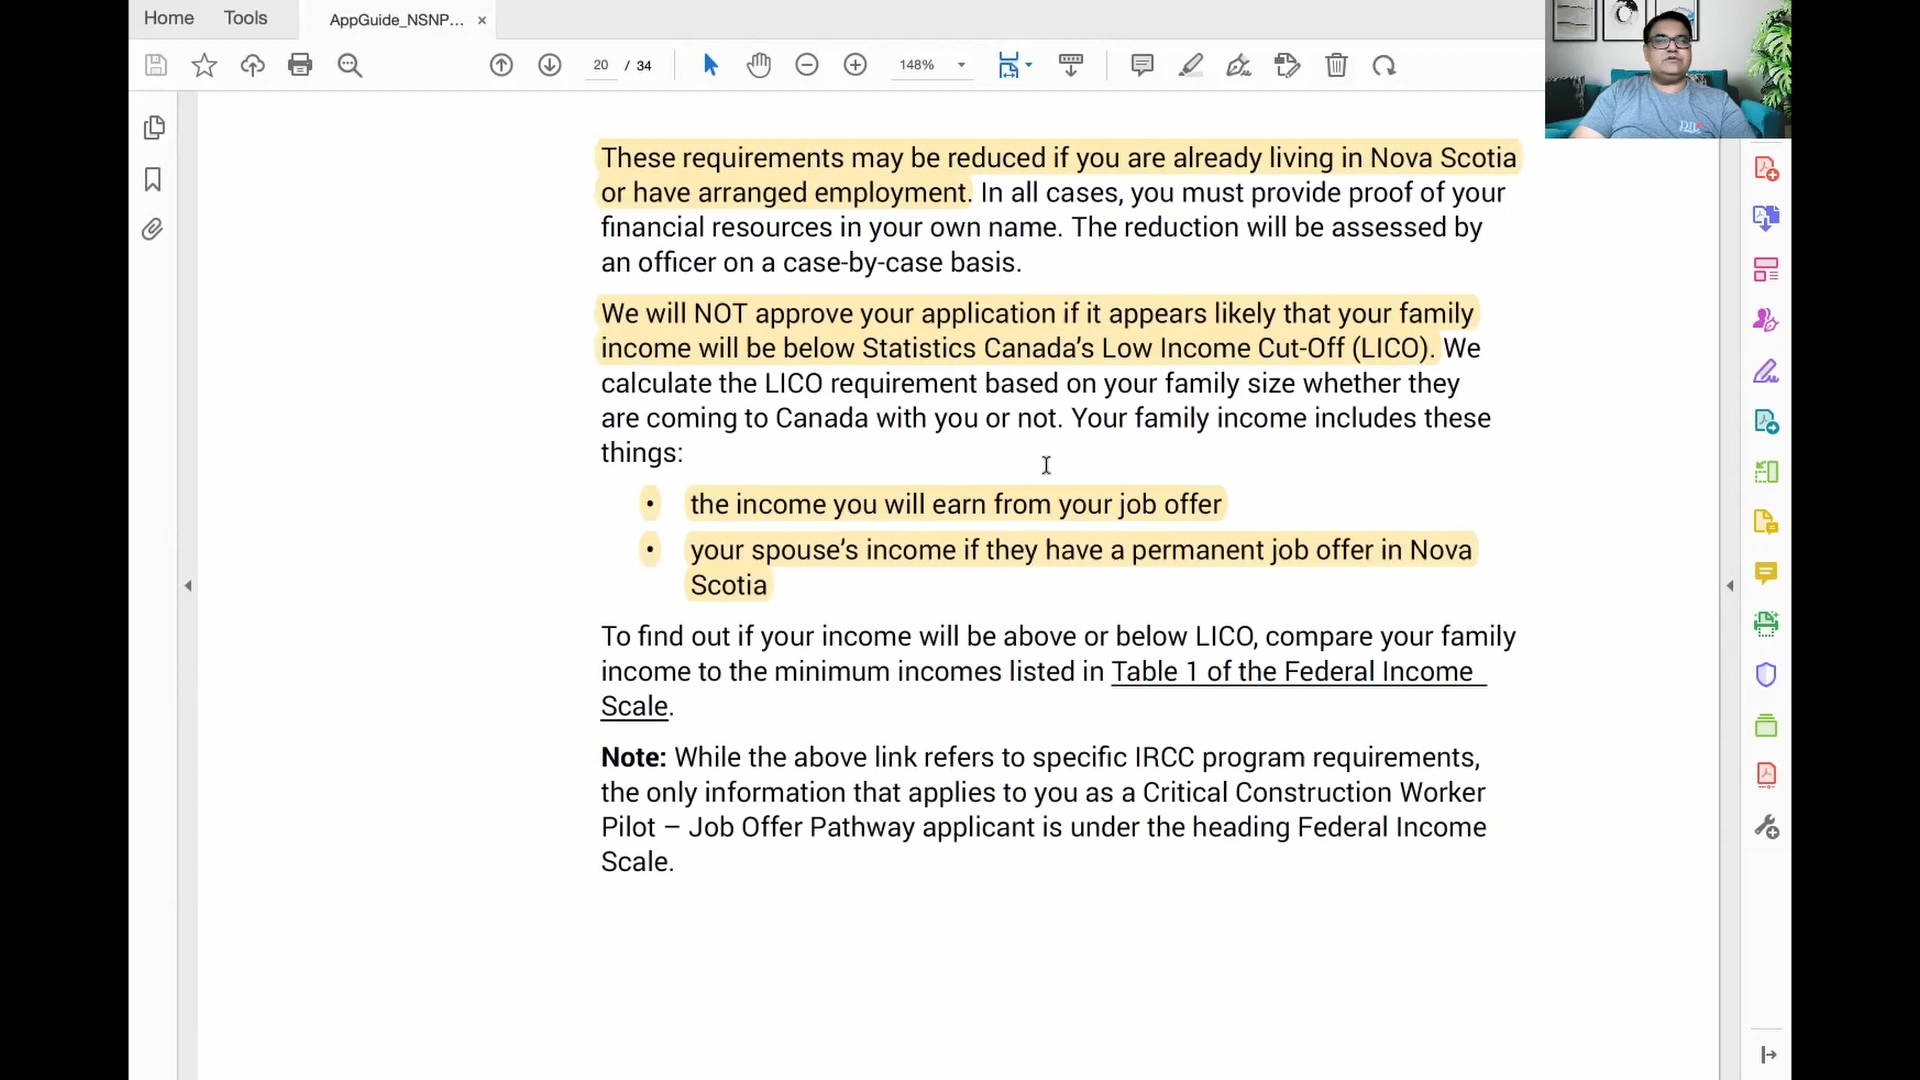 Home Tools AppGuide_NSNP... ×
20 / 34 148%
These requirements may be reduced if you are already living in Nova Scotia
or have arranged employment. In all cases, you must provide proof of your
financial resources in your own name. The reduction will be assessed by
an officer on a case-by-case basis.
We will NOT approve your application if it appears likely that your family
income will be below Statistics Canada’s Low Income Cut-Off (LICO). We
calculate the LICO requirement based on your family size whether they
are coming to Canada with you or not. Your family income includes these
things:
• the income you will earn from your job offer
• your spouse’s income if they have a permanent job offer in Nova
Scotia
To find out if your income will be above or below LICO, compare your family
income to the minimum incomes listed in Table 1 of the Federal Income
Scale.
Note: While the above link refers to specific IRCC program requirements,
the only information that applies to you as a Critical Construction Worker
Pilot – Job Offer Pathway applicant is under the heading Federal Income
Scale.